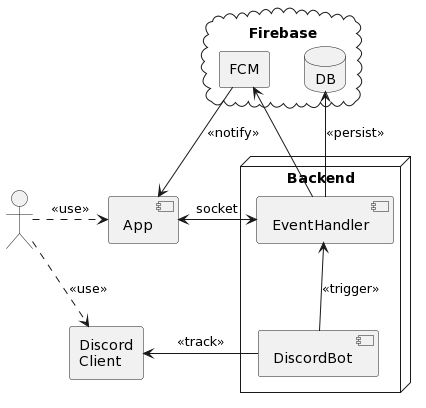 Firebase
FCM
DB
«notify»
«persist»
Backend
«use»
App
socket
EventHandler
«use»
«trigger»
Discord
Client
«track»
DiscordBot